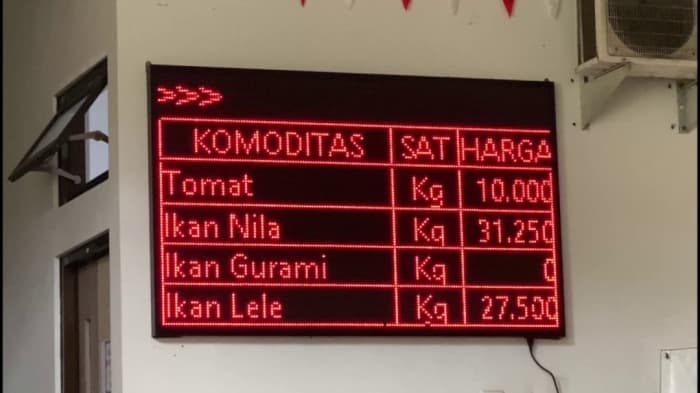 >>>
KOMODITAS SAT HARGA
Tomat Kg 10.000
Ikan Nila Kg 31.250
Ikan Gurami Kg 0
Ikan Lele Kg 27.500